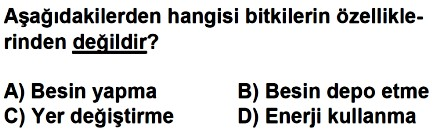 Aşağıdakilerden hangisi bitkilerin özellikle-
rinden değildir?
A) Besin yapma B) Besin depo etme
C) Yer değiştirme D) Enerji kullanma